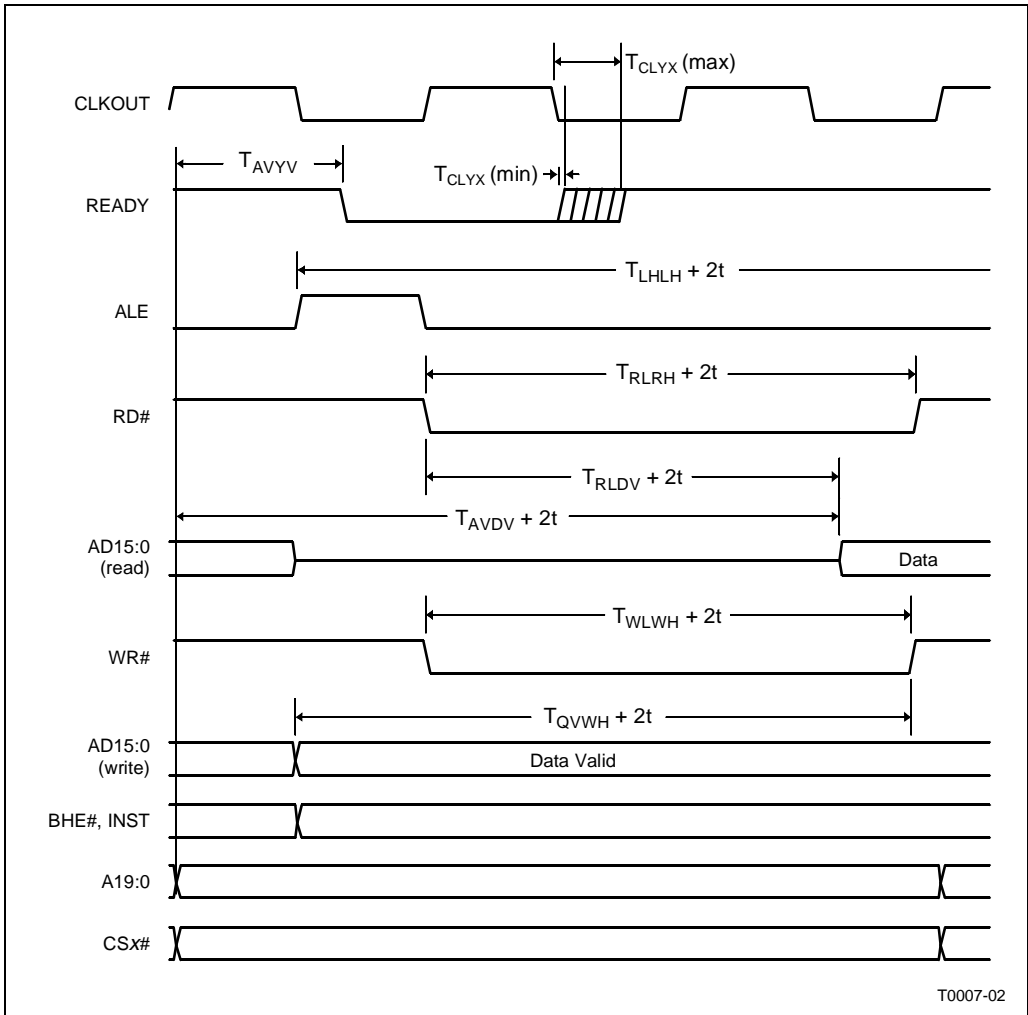 T_CLYX (max)
CLKOUT
T_AVYV
T_CLYX (min)
READY
T_LHLH + 2t
ALE
T_RLRH + 2t
RD#
T_RLDV + 2t
T_AVDV + 2t
AD15:0
(read)
Data
T_WLWH + 2t
WR#
T_QVWH + 2t
AD15:0
(write)
Data Valid
BHE#, INST
A19:0
CSx#
T0007-02